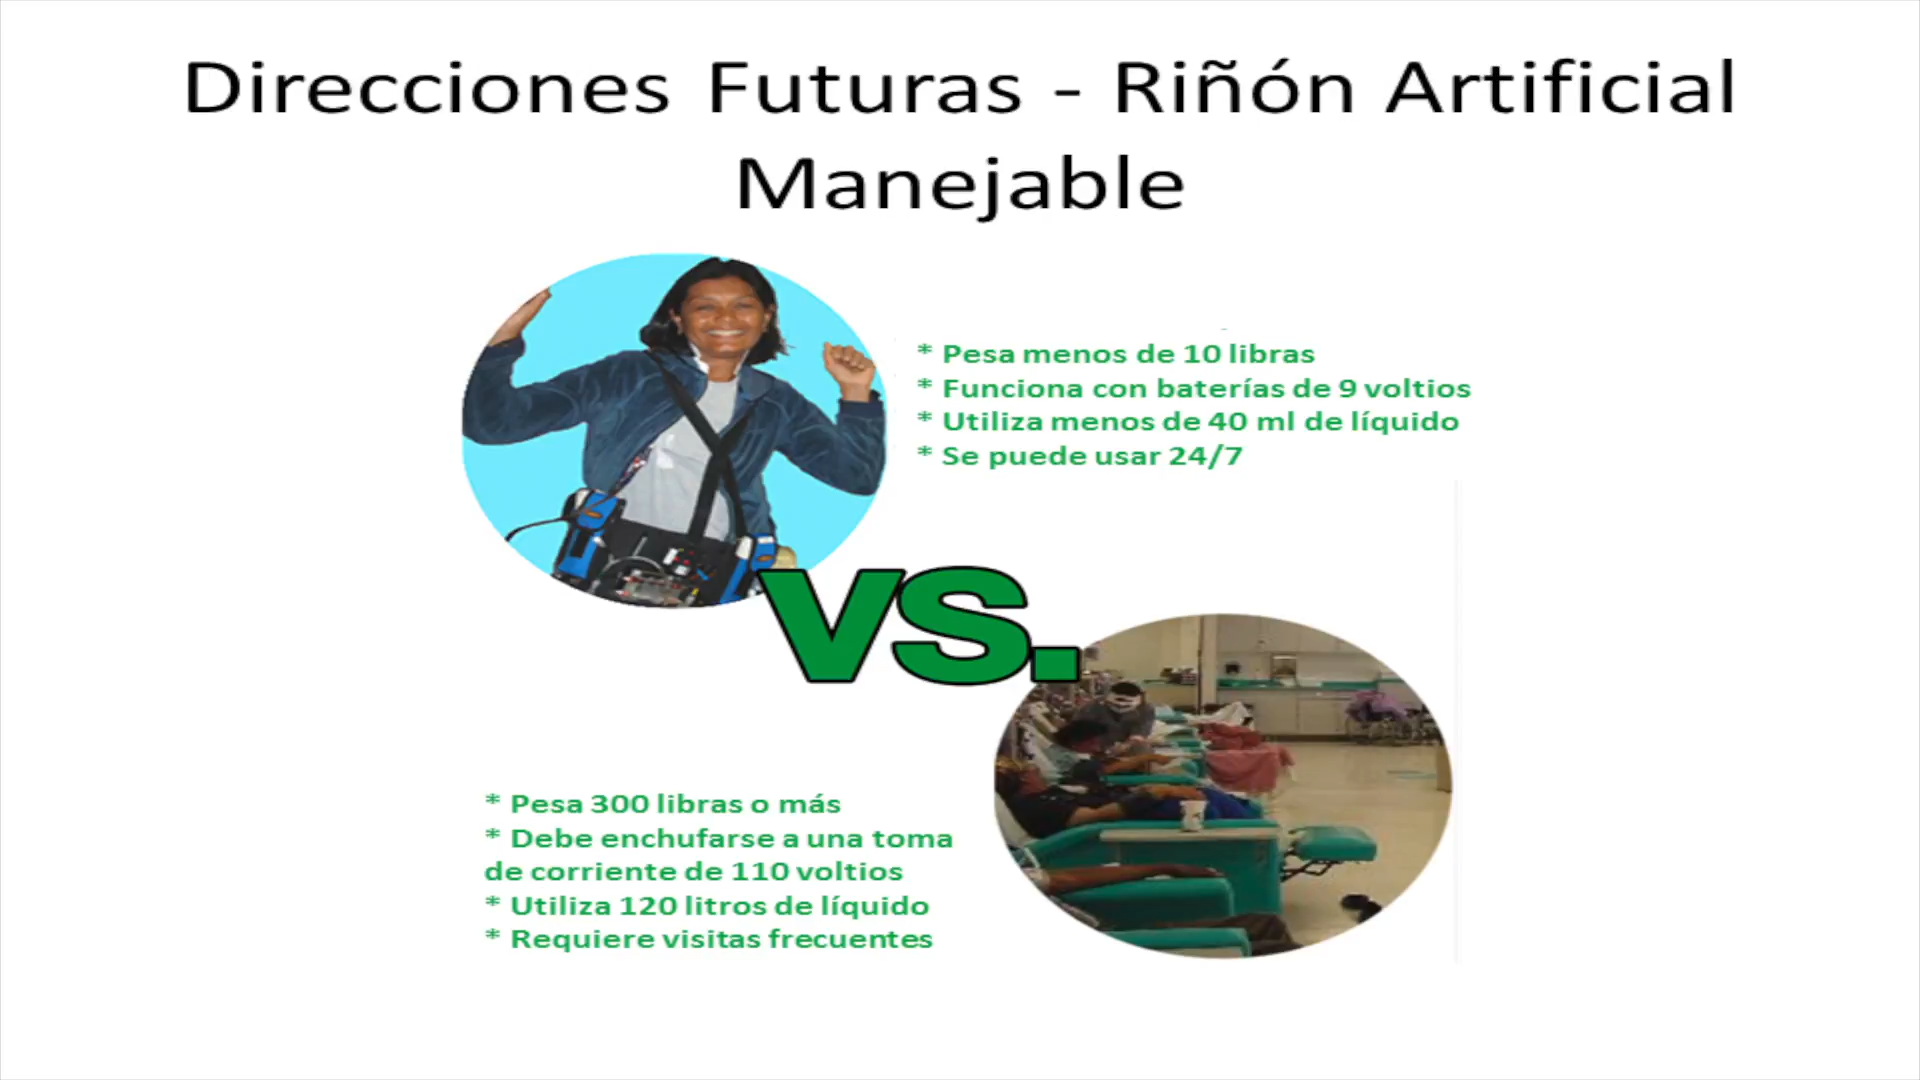 Direcciones Futuras - Riñón Artificial
Manejable
* Pesa menos de 10 libras
* Funciona con baterías de 9 voltios
* Utiliza menos de 40 ml de líquido
* Se puede usar 24/7
VS.
* Pesa 300 libras o más
* Debe enchufarse a una toma
de corriente de 110 voltios
* Utiliza 120 litros de líquido
* Requiere visitas frecuentes